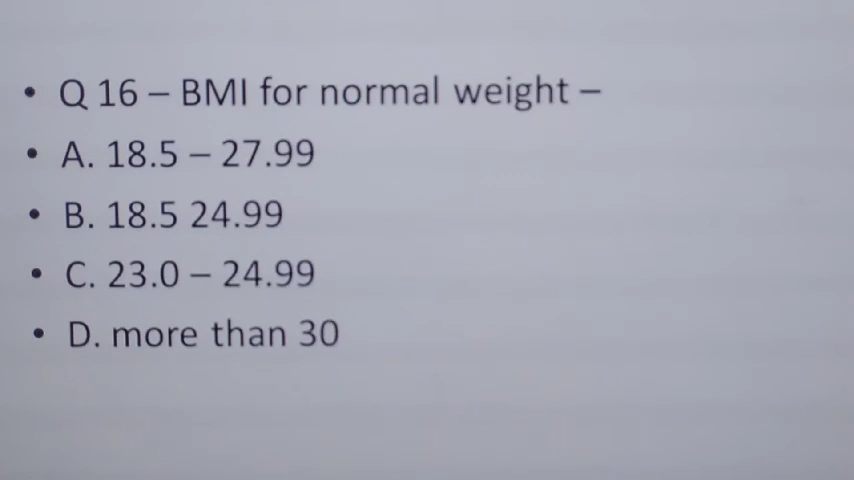 • Q 16 – BMI for normal weight –
• A. 18.5 – 27.99
• B. 18.5 24.99
• C. 23.0 – 24.99
• D. more than 30